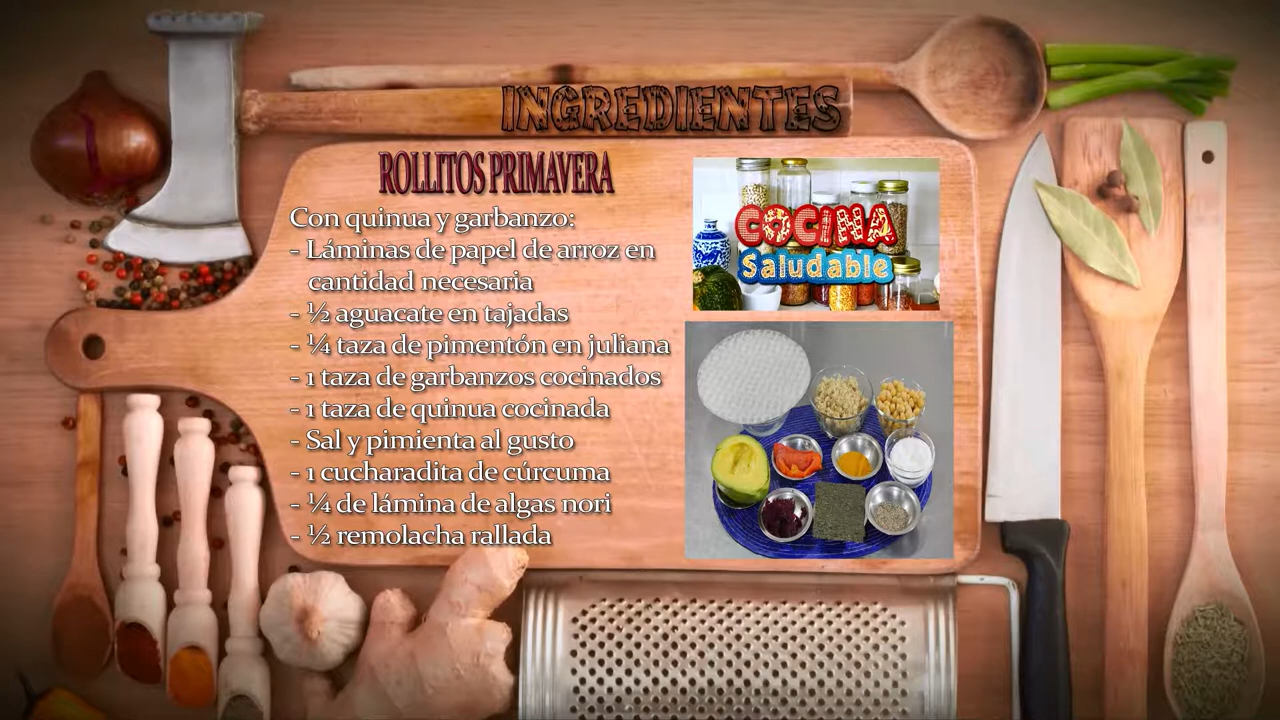 INGREDIENTES
ROLLITOS PRIMAVERA
Con quinua y garbanzo:
- Láminas de papel de arroz en
cantidad necesaria
- ½ aguacate en tajadas
- ¼ taza de pimentón en juliana
- 1 taza de garbanzos cocinados
- 1 taza de quinua cocinada
- Sal y pimienta al gusto
- 1 cucharadita de cúrcuma
- ¼ de lámina de algas nori
- ½ remolacha rallada
COCINA
Saludable